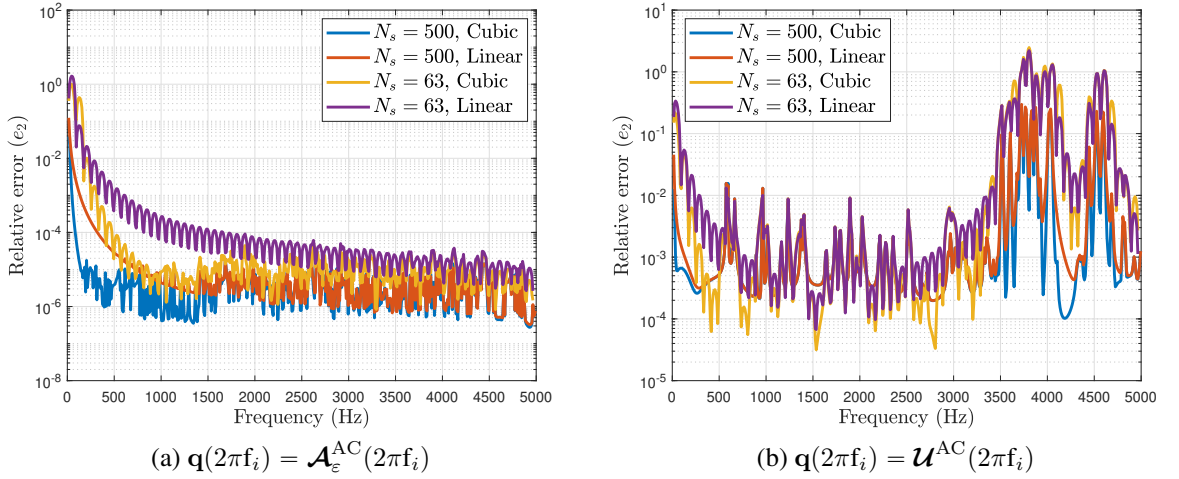 10^2
10^0
10^-2
10^-4
10^-6
10^-8
Relative error (e_2)
N_s = 500, Cubic
N_s = 500, Linear
N_s = 63, Cubic
N_s = 63, Linear
0 500 1000 1500 2000 2500 3000 3500 4000 4500 5000
Frequency (Hz)
(a) q(2πf_i) = 𝓐_ε^AC(2πf_i)
10^1
10^0
10^-1
10^-2
10^-3
10^-4
10^-5
Relative error (e_2)
N_s = 500, Cubic
N_s = 500, Linear
N_s = 63, Cubic
N_s = 63, Linear
0 500 1000 1500 2000 2500 3000 3500 4000 4500 5000
Frequency (Hz)
(b) q(2πf_i) = 𝓤^AC(2πf_i)